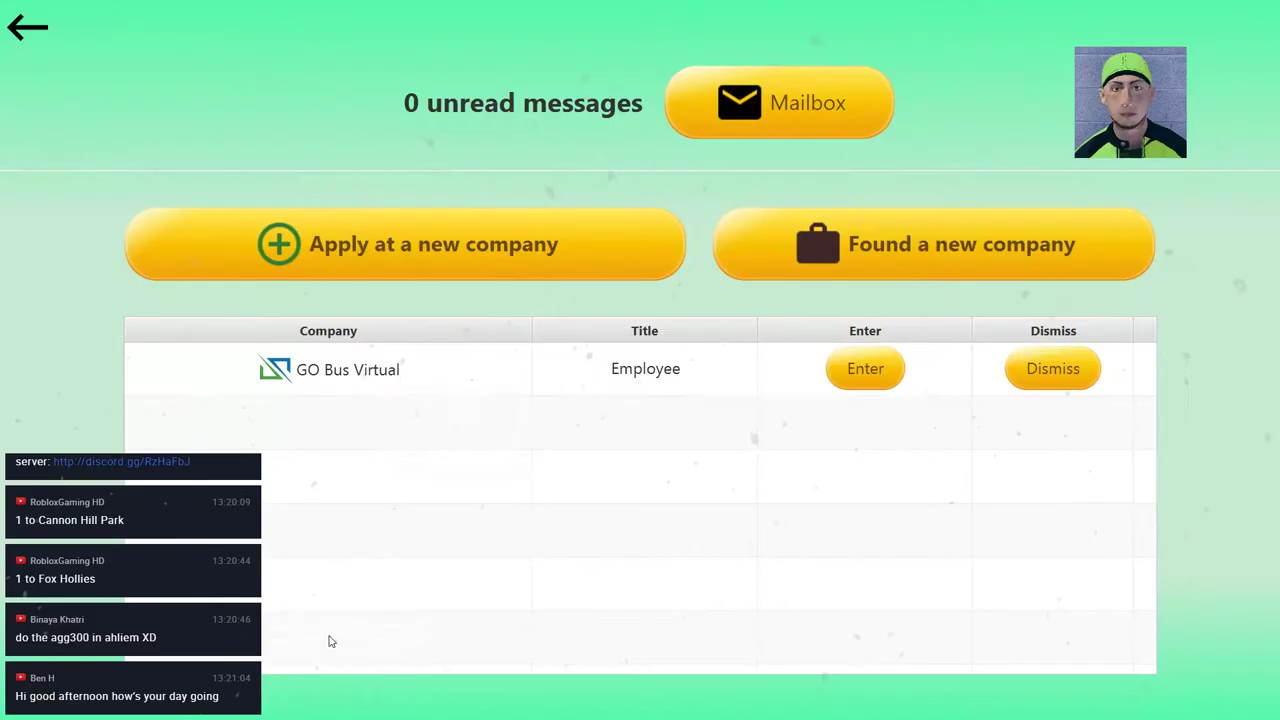 0 unread messages
Mailbox
Apply at a new company
Found a new company
Company Title Enter Dismiss
GO Bus Virtual Employee Enter Dismiss
server: http://discord.gg/RzHaFbJ
RobloxGaming HD 13:20:09
1 to Cannon Hill Park
RobloxGaming HD 13:20:44
1 to Fox Hollies
Binaya Khatri 13:20:46
do the agg300 in ahliem XD
Ben H 13:21:04
Hi good afternoon how's your day going